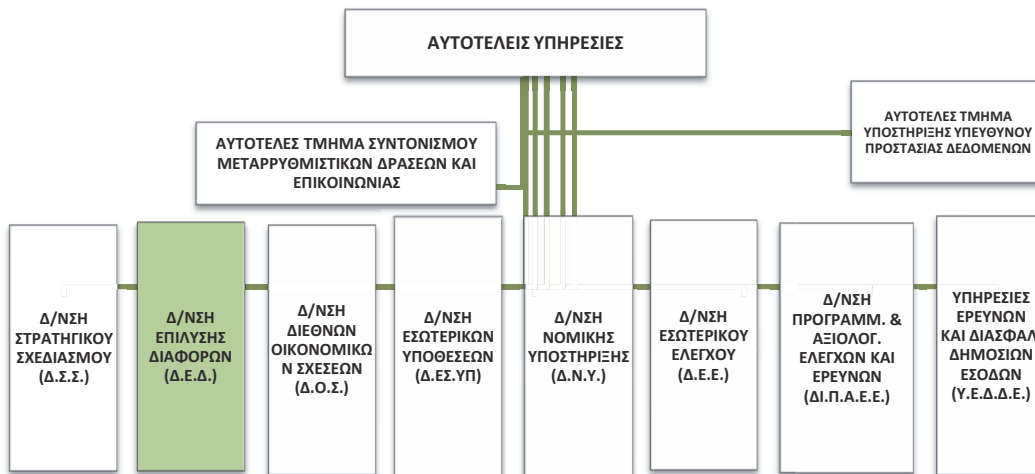 ΑΥΤΟΤΕΛΕΙΣ ΥΠΗΡΕΣΙΕΣ
ΑΥΤΟΤΕΛΕΣ ΤΜΗΜΑ
ΥΠΟΣΤΗΡΙΞΗΣ ΥΠΕΥΘΥΝΟΥ
ΠΡΟΣΤΑΣΙΑΣ ΔΕΔΟΜΕΝΩΝ
ΑΥΤΟΤΕΛΕΣ ΤΜΗΜΑ ΣΥΝΤΟΝΙΣΜΟΥ
ΜΕΤΑΡΡΥΘΜΙΣΤΙΚΩΝ ΔΡΑΣΕΩΝ ΚΑΙ
ΕΠΙΚΟΙΝΩΝΙΑΣ
Δ/ΝΣΗ
ΣΤΡΑΤΗΓΙΚΟΥ
ΣΧΕΔΙΑΣΜΟΥ
(Δ.Σ.Σ.)
Δ/ΝΣΗ
ΕΠΙΛΥΣΗΣ
ΔΙΑΦΟΡΩΝ
(Δ.Ε.Δ.)
Δ/ΝΣΗ
ΔΙΕΘΝΩΝ
ΟΙΚΟΝΟΜΙΚΩ
Ν ΣΧΕΣΕΩΝ
(Δ.Ο.Σ.)
Δ/ΝΣΗ
ΕΣΩΤΕΡΙΚΩΝ
ΥΠΟΘΕΣΕΩΝ
(Δ.ΕΣ.ΥΠ)
Δ/ΝΣΗ
ΝΟΜΙΚΗΣ
ΥΠΟΣΤΗΡΙΞΗΣ
(Δ.Ν.Υ.)
Δ/ΝΣΗ
ΕΣΩΤΕΡΙΚΟΥ
ΕΛΕΓΧΟΥ
(Δ.Ε.Ε.)
Δ/ΝΣΗ
ΠΡΟΓΡΑΜΜ. &
ΑΞΙΟΛΟΓ.
ΕΛΕΓΧΩΝ ΚΑΙ
ΕΡΕΥΝΩΝ
(ΔΙ.Π.Α.Ε.Ε.)
ΥΠΗΡΕΣΙΕΣ
ΕΡΕΥΝΩΝ
ΚΑΙ ΔΙΑΣΦΑΛ
ΔΗΜΟΣΙΩΝ
ΕΣΟΔΩΝ
(Υ.Ε.Δ.Δ.Ε.)